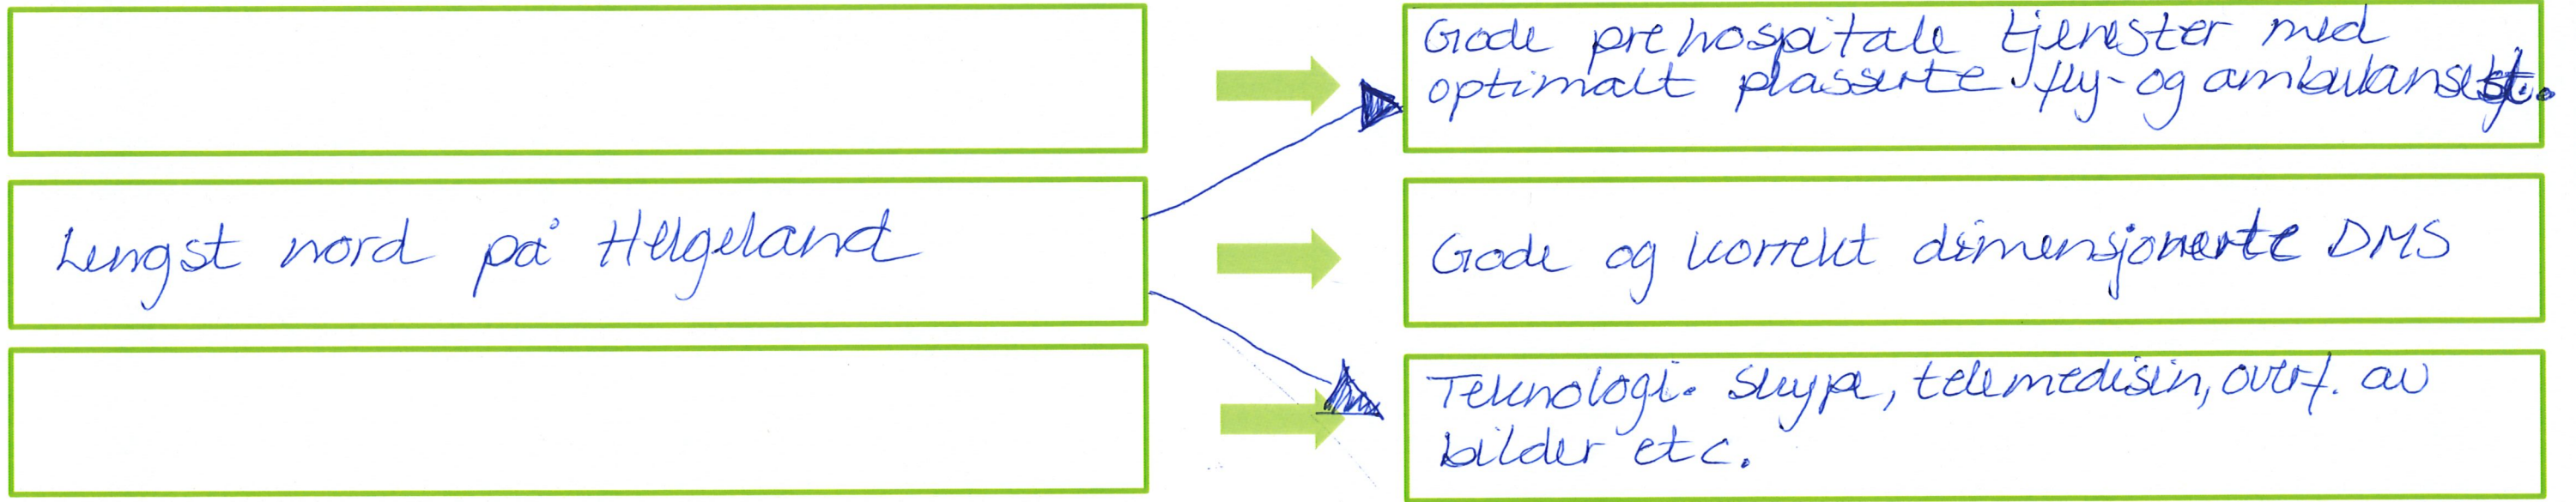 Gode prehospitale tjenester med
optimalt plasserte fly- og ambulansest.
Lengst nord på Helgeland
Gode og korrekt dimensjonerte DMS
Teknologi. Skype, telemedisin, overf. av
bilder etc.